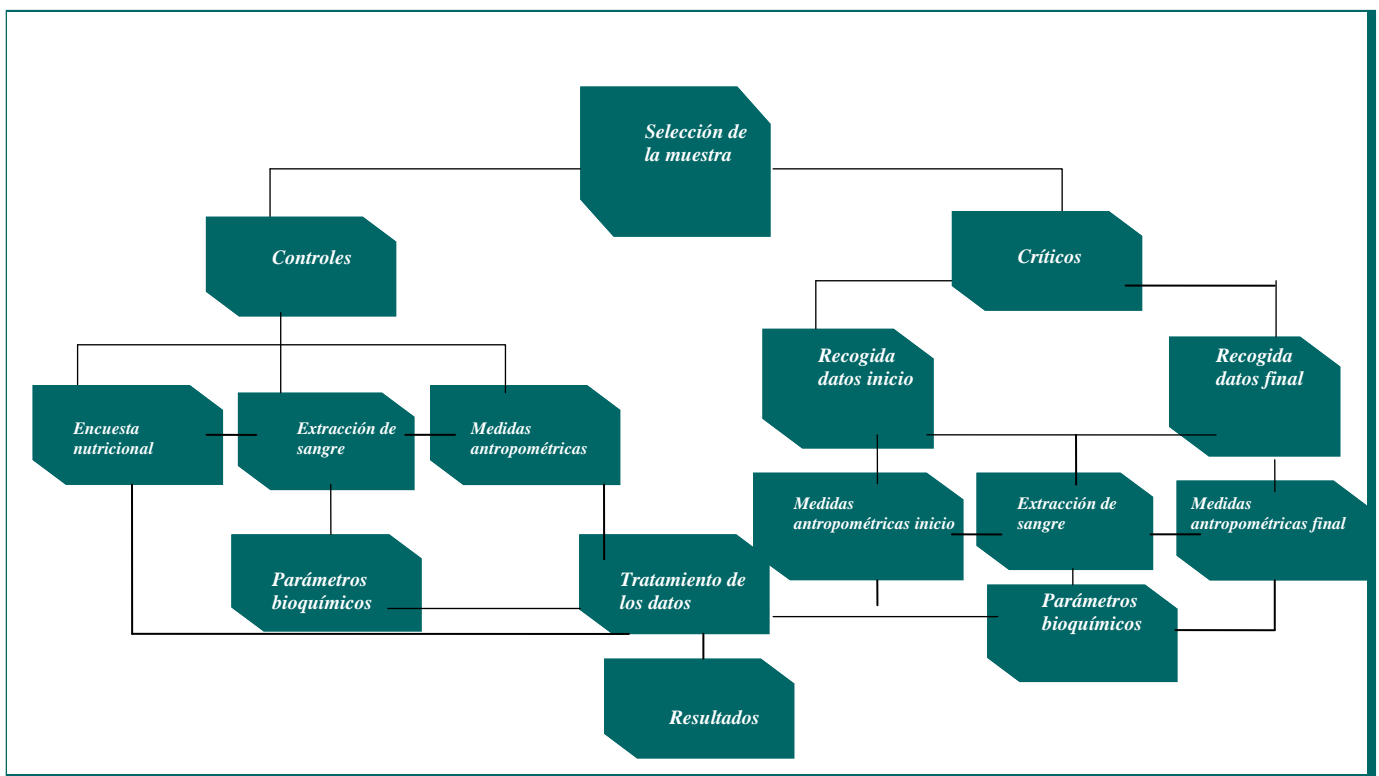 Selección de
la muestra
Controles
Críticos
Recogida
datos inicio
Recogida
datos final
Encuesta
nutricional
Extracción de
sangre
Medidas
antropométricas
Medidas
antropométricas inicio
Extracción de
sangre
Medidas
antropométricas final
Parámetros
bioquímicos
Tratamiento de
los datos
Parámetros
bioquímicos
Resultados